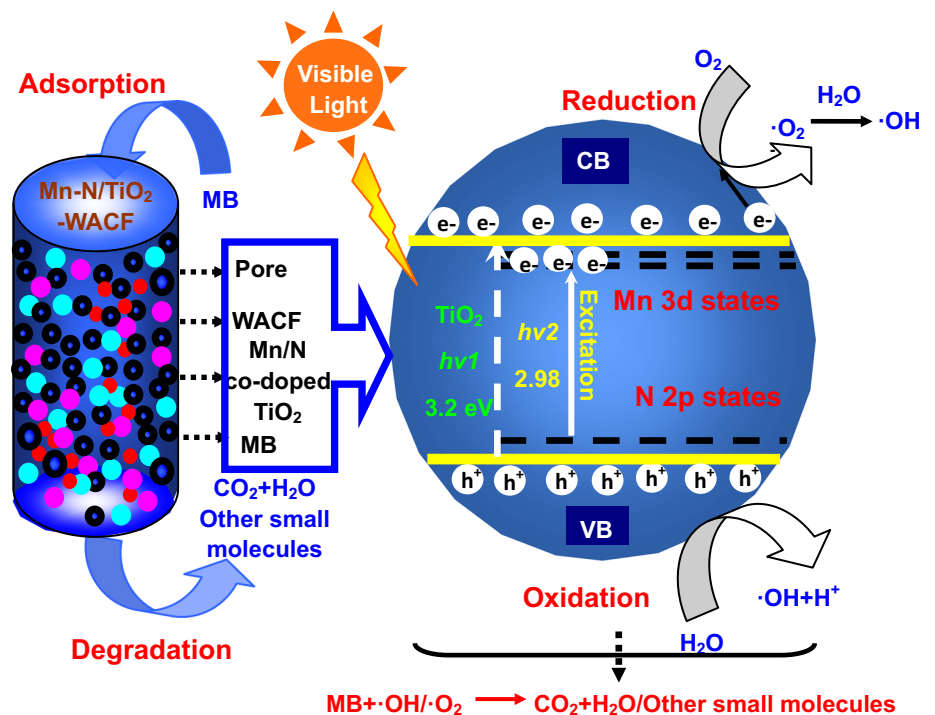 Adsorption
Visible
Light
O₂
Reduction
H₂O
·O₂
·OH
CB
Mn-N/TiO₂
-WACF
MB
e- e- e- e- e- e- e-
e- e- e-
Pore
WACF
Mn/N
co-doped
TiO₂
MB
TiO₂
hv1
3.2 eV
hv2
2.98
Excitation
Mn 3d states
N 2p states
h⁺ h⁺ h⁺ h⁺ h⁺ h⁺ h⁺
VB
CO₂+H₂O
Other small
molecules
Oxidation
·OH+H⁺
H₂O
Degradation
MB+·OH/·O₂
CO₂+H₂O/Other small molecules